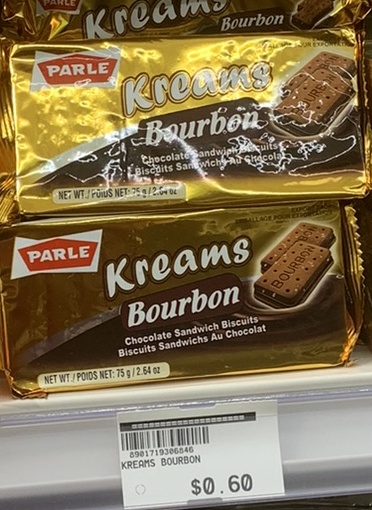 PARLE
Kreams
Bourbon
PARLE
Kreams
Bourbon
Chocolate Sandwich Biscuits
Biscuits Sandwichs Au Chocolat
NET WT./POIDS NET: 75 g / 2.64 oz
PARLE
Kreams
BOURBON
Bourbon
Chocolate Sandwich Biscuits
Biscuits Sandwichs Au Chocolat
NET WT./ POIDS NET: 75 g / 2.64 oz
8901719306846
KREAMS BOURBON
$0.60